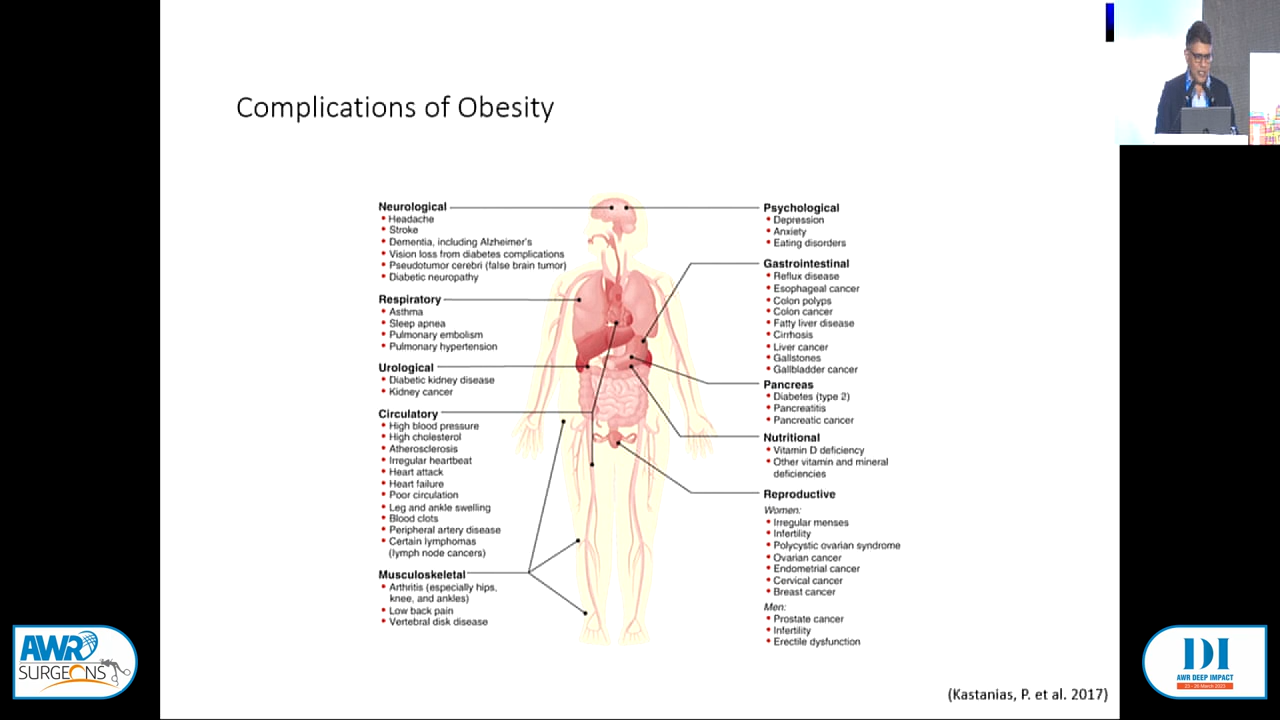 Complications of Obesity
Neurological
• Headache
• Stroke
• Dementia, including Alzheimer's
• Vision loss from diabetes complications
• Pseudotumor cerebri (false brain tumor)
• Diabetic neuropathy
Respiratory
• Asthma
• Sleep apnea
• Pulmonary embolism
• Pulmonary hypertension
Urological
• Diabetic kidney disease
• Kidney cancer
Circulatory
• High blood pressure
• High cholesterol
• Atherosclerosis
• Irregular heartbeat
• Heart attack
• Heart failure
• Poor circulation
• Leg and ankle swelling
• Blood clots
• Peripheral artery disease
• Certain lymphomas
(lymph node cancers)
Musculoskeletal
• Arthritis (especially hips,
knee, and ankles)
• Low back pain
• Vertebral disk disease
Psychological
• Depression
• Anxiety
• Eating disorders
Gastrointestinal
• Reflux disease
• Esophageal cancer
• Colon polyps
• Colon cancer
• Fatty liver disease
• Cirrhosis
• Liver cancer
• Gallstones
• Gallbladder cancer
Pancreas
• Diabetes (type 2)
• Pancreatitis
• Pancreatic cancer
Nutritional
• Vitamin D deficiency
• Other vitamin and mineral
deficiencies
Reproductive
Women:
• Irregular menses
• Infertility
• Polycystic ovarian syndrome
• Ovarian cancer
• Endometrial cancer
• Cervical cancer
• Breast cancer
Men:
• Prostate cancer
• Infertility
• Erectile dysfunction
(Kastanias, P. et al. 2017)
AWR
SURGEONS
DI
AWR DEEP IMPACT